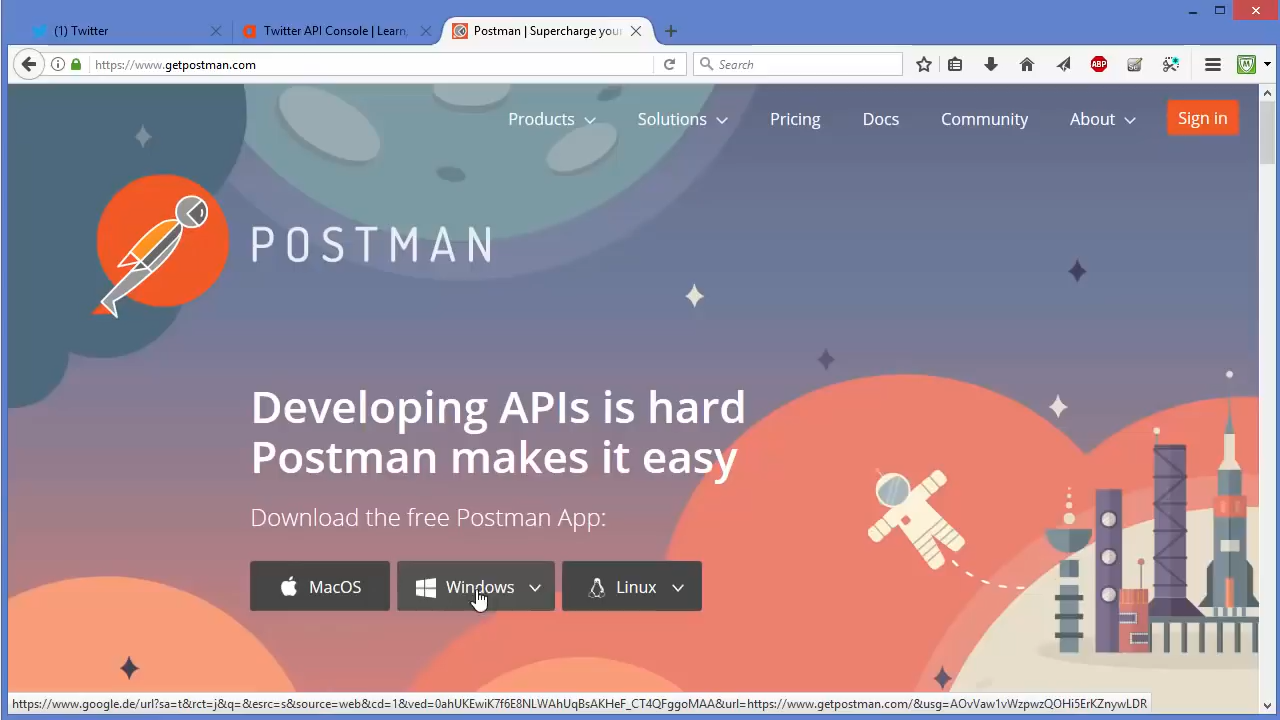 (1) Twitter
Twitter API Console | Learn,
Postman | Supercharge your
https://www.getpostman.com
Search
ABP
Products
Solutions
Pricing
Docs
Community
About
Sign in
POSTMAN
Developing APIs is hard
Postman makes it easy
Download the free Postman App:
MacOS
Windows
Linux
https://www.google.de/url?sa=t&rct=j&q=&esrc=s&source=web&cd=1&ved=0ahUKEwiK7f6E8NLWAhUqBsAKHeF_CT4QFggoMAA&url=https://www.getpostman.com/&usg=AOvVaw1vWzpwzQOHi5ErKZnywLDR